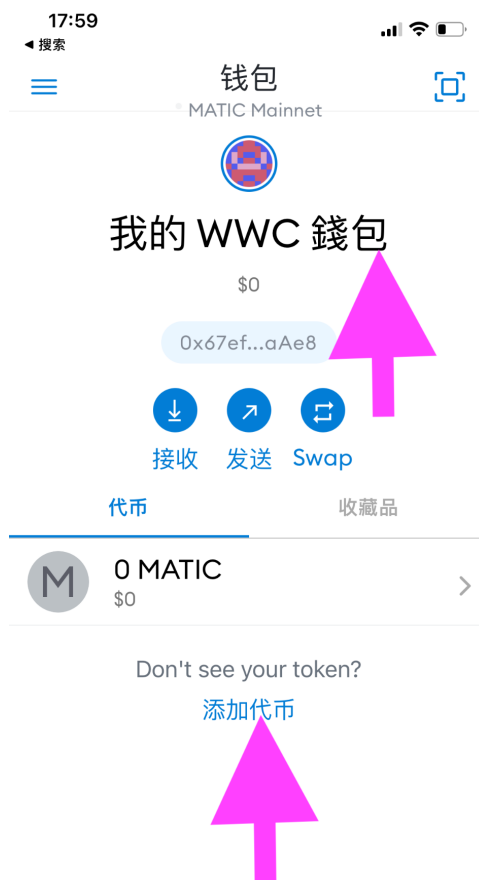 17:59
◀ 搜索
钱包
MATIC Mainnet
我的 WWC 錢包
$0
0x67ef...aAe8
接收 发送 Swap
代币 收藏品
M
0 MATIC
$0
Don't see your token?
添加代币